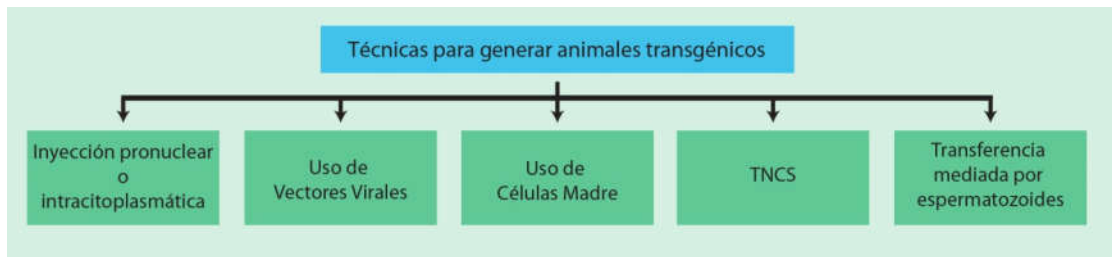 Técnicas para generar animales transgénicos
Inyección pronuclear
o
intracitoplasmática
Uso de
Vectores Virales
Uso de
Células Madre
TNCS
Transferencia
mediada por
espermatozoides